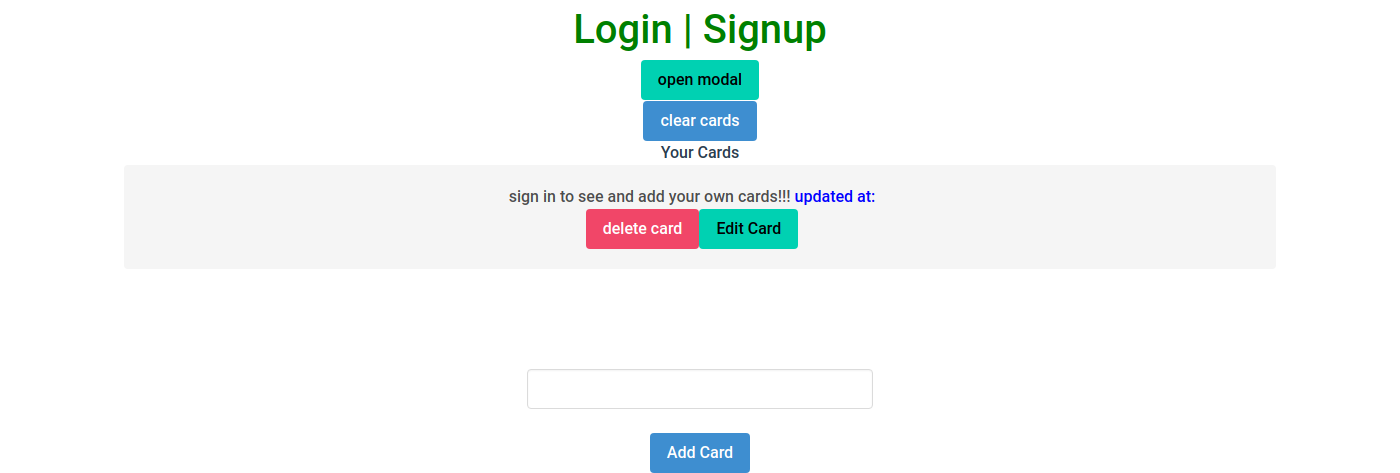 Login | Signup
open modal
clear cards
Your Cards
sign in to see and add your own cards!!! updated at:
delete card Edit Card
Add Card